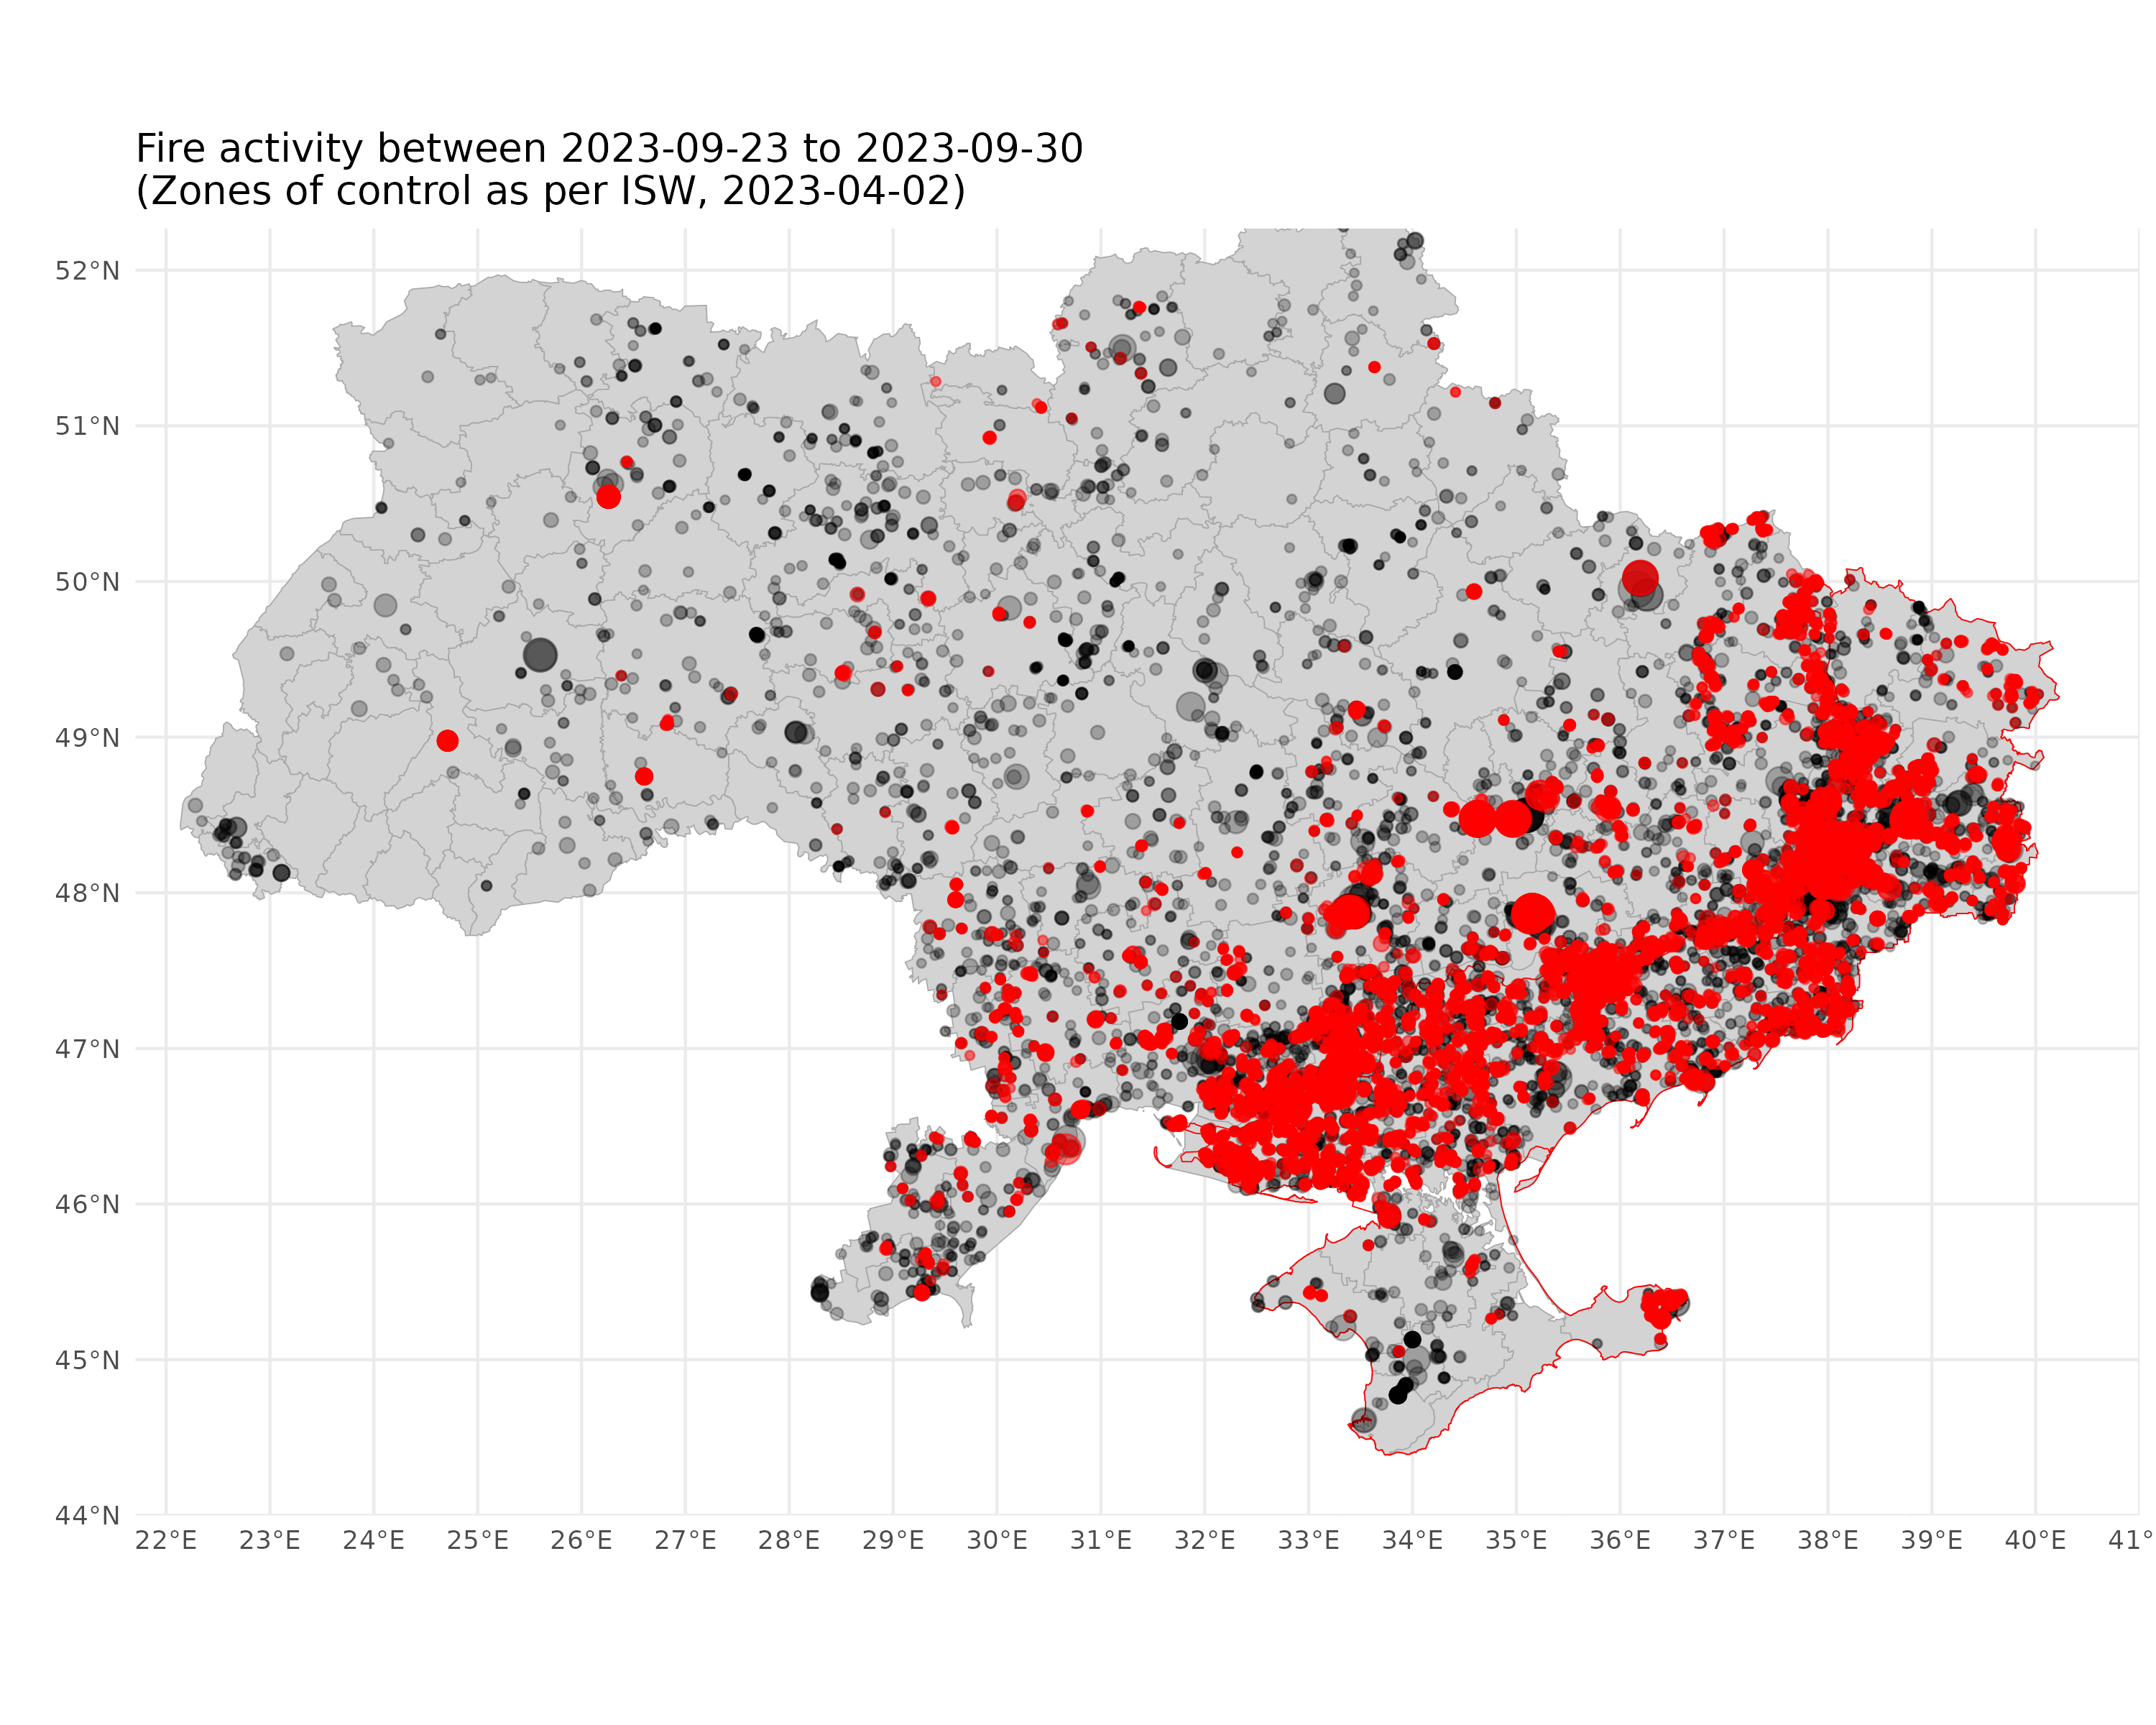 Fire activity between 2023-09-23 to 2023-09-30
(Zones of control as per ISW, 2023-04-02)
52°N
51°N
50°N
49°N
48°N
47°N
46°N
45°N
44°N
22°E 23°E 24°E 25°E 26°E 27°E 28°E 29°E 30°E 31°E 32°E 33°E 34°E 35°E 36°E 37°E 38°E 39°E 40°E 41°